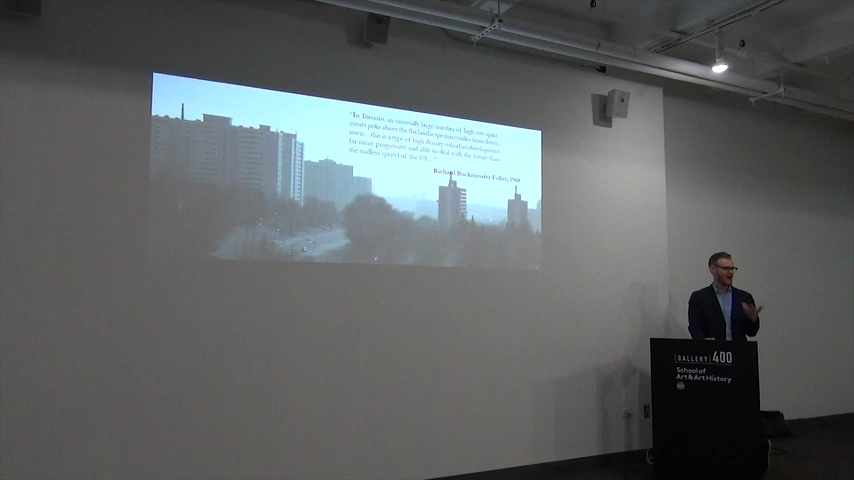 "In Toronto, an unusually large number of high-rise apart-
ments poke above the flat landscape many miles from down-
town... this is a type of high density suburban development
far more progressive and able to deal with the future than
the endless sprawl of the US..."
Richard Buckminster Fuller, 1968
GALLERY 400
School of
Art & Art History
UIC